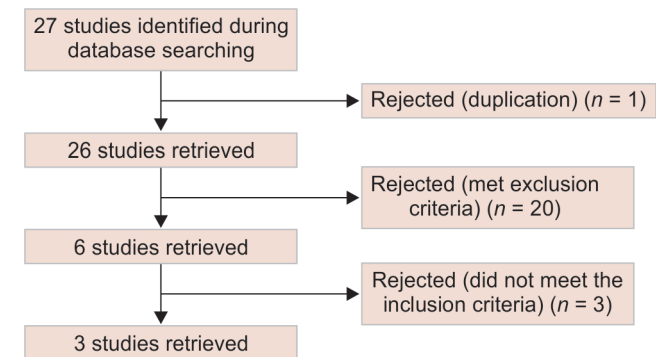 27 studies identified during
database searching
Rejected (duplication) (n = 1)
26 studies retrieved
Rejected (met exclusion
criteria) (n = 20)
6 studies retrieved
Rejected (did not meet the
inclusion criteria) (n = 3)
3 studies retrieved